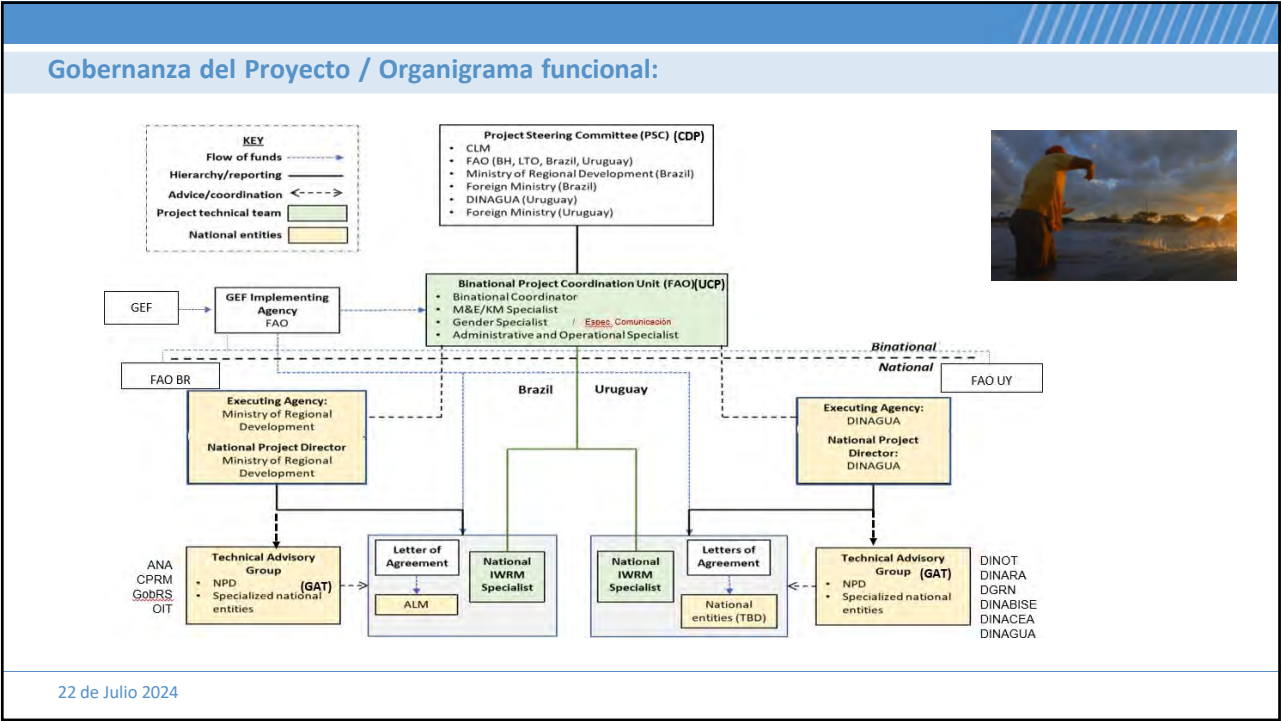 Gobernanza del Proyecto / Organigrama funcional:
KEY
Flow of funds
Hierarchy/reporting
Advice/coordination
Project technical team
National entities
Project Steering Committee (PSC) (CDP)
• CLM
• FAO (BH, LTO, Brazil, Uruguay)
• Ministry of Regional Development (Brazil)
• Foreign Ministry (Brazil)
• DINAGUA (Uruguay)
• Foreign Ministry (Uruguay)
GEF
GEF Implementing
Agency
FAO
Binational Project Coordination Unit (FAO)(UCP)
• Binational Coordinator
• M&E/KM Specialist
• Gender Specialist / Espec. Comunicación
• Administrative and Operational Specialist
Binational
National
FAO BR
FAO UY
Brazil
Uruguay
Executing Agency:
Ministry of Regional
Development
National Project Director
Ministry of Regional
Development
Executing Agency:
DINAGUA
National Project
Director:
DINAGUA
ANA
CPRM
GobRS
OIT
Technical Advisory
Group
• NPD (GAT)
• Specialized national
entities
Letter of
Agreement
ALM
National
IWRM
Specialist
National
IWRM
Specialist
Letters of
Agreement
National
entities (TBD)
Technical Advisory
Group (GAT)
• NPD
• Specialized national
entities
DINOT
DINARA
DGRN
DINABISE
DINACEA
DINAGUA
22 de Julio 2024